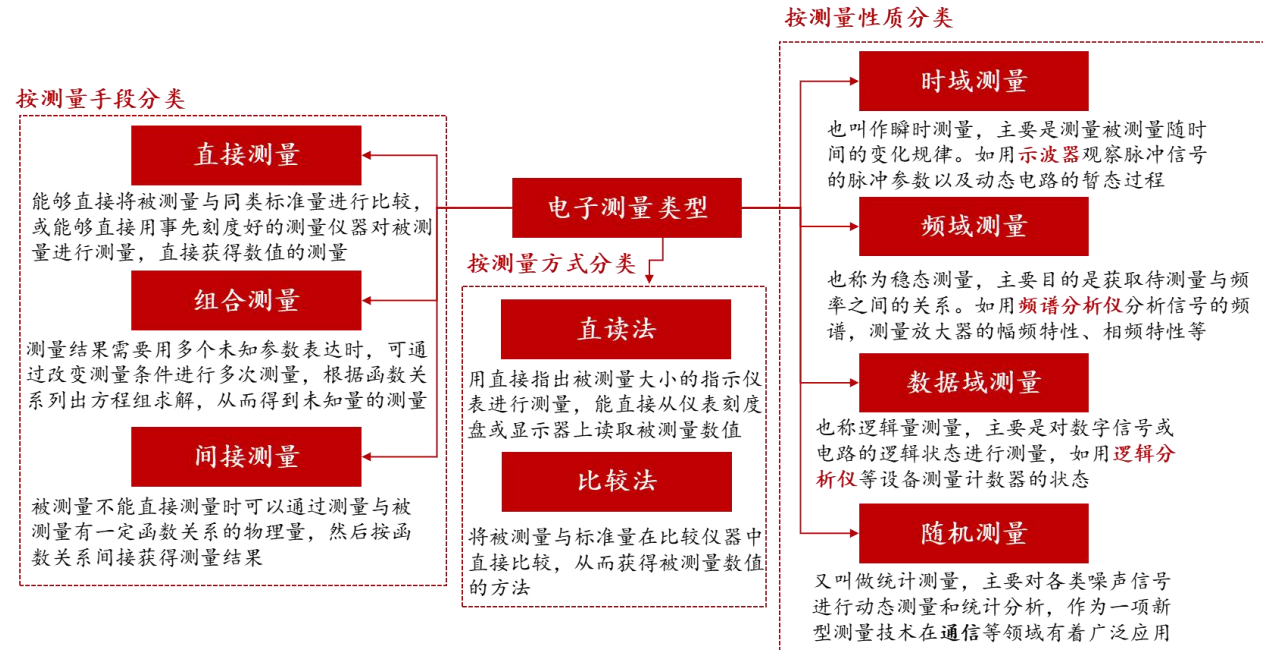 按测量性质分类
时域测量
也叫作瞬时测量，主要是测量被测量随时
间的变化规律。如用示波器观察脉冲信号
的脉冲参数以及动态电路的暂态过程
频域测量
也称为稳态测量，主要目的是获取待测量与频
率之间的关系。如用频谱分析仪分析信号的频
谱，测量放大器的幅频特性、相频特性等
数据域测量
也称逻辑量测量，主要是对数字信号或
电路的逻辑状态进行测量，如用逻辑分
析仪等设备测量计数器的状态
随机测量
又叫做统计测量，主要对各类噪声信号
进行动态测量和统计分析，作为一项新
型测量技术在通信等领域有着广泛应用
按测量手段分类
直接测量
能够直接将被测量与同类标准量进行比较，
或能够直接用事先刻度好的测量仪器对被测
量进行测量，直接获得数值的测量
组合测量
测量结果需要用多个未知参数表达时，可通
过改变测量条件进行多次测量，根据函数关
系列出方程组求解，从而得到未知量的测量
间接测量
被测量不能直接测量时可以通过测量与被
测量有一定函数关系的物理量，然后按函
数关系间接获得测量结果
电子测量类型
按测量方式分类
直读法
用直接指出被测量大小的指示仪
表进行测量，能直接从仪表刻度
盘或显示器上读取被测量数值
比较法
将被测量与标准量在比较仪器中
直接比较，从而获得被测量数值
的方法